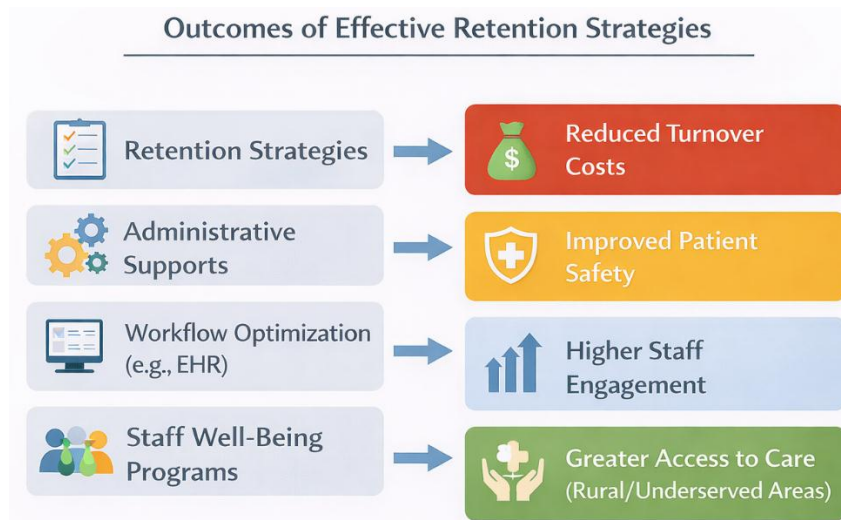 Outcomes of Effective Retention Strategies
Retention Strategies
Reduced Turnover
Costs
$
Administrative
Supports
Improved Patient
Safety
Workflow Optimization
(e.g., EHR)
Higher Staff
Engagement
Staff Well-Being
Programs
Greater Access to Care
(Rural/Underserved Areas)